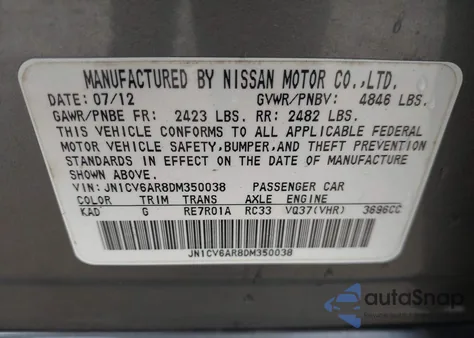 MANUFACTURED BY NISSAN MOTOR CO.,LTD.
DATE: 07/12 GVWR/PNBV: 4846 LBS.
GAWR/PNBE FR: 2423 LBS. RR: 2482 LBS.
THIS VEHICLE CONFORMS TO ALL APPLICABLE FEDERAL
MOTOR VEHICLE SAFETY,BUMPER,AND THEFT PREVENTION
STANDARDS IN EFFECT ON THE DATE OF MANUFACTURE
SHOWN ABOVE.
VIN: JN1CV6AR8DM350038 PASSENGER CAR
COLOR TRIM TRANS AXLE ENGINE
KAD G RE7R01A RC33 VQ37(VHR) 3696CC
JN1CV6AR8DM350038
autoSnap